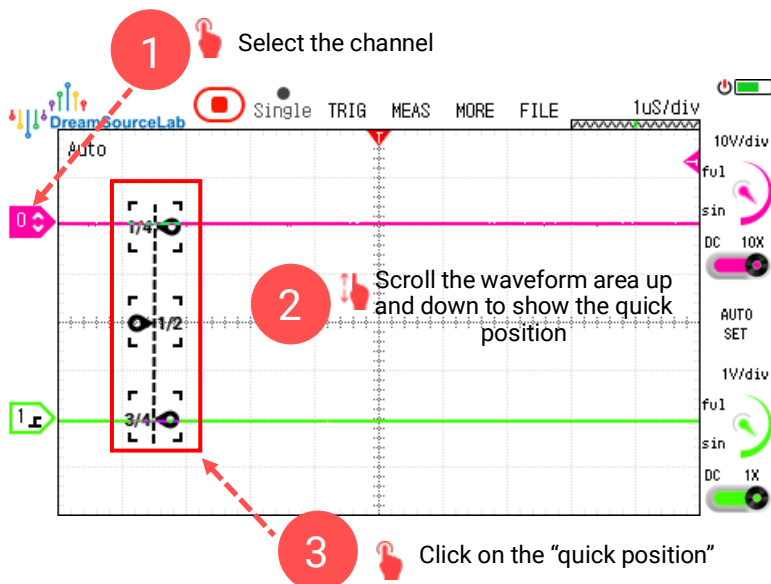 1
Select the channel
DreamSourceLab
Single TRIG MEAS MORE FILE 1uS/div
Auto
T
10V/div
ful
sin
DC 10X
0
1/4
2
Scroll the waveform area up
and down to show the quick
position
1/2
AUTO
SET
1V/div
ful
sin
DC 1X
1
3/4
3
Click on the “quick position”